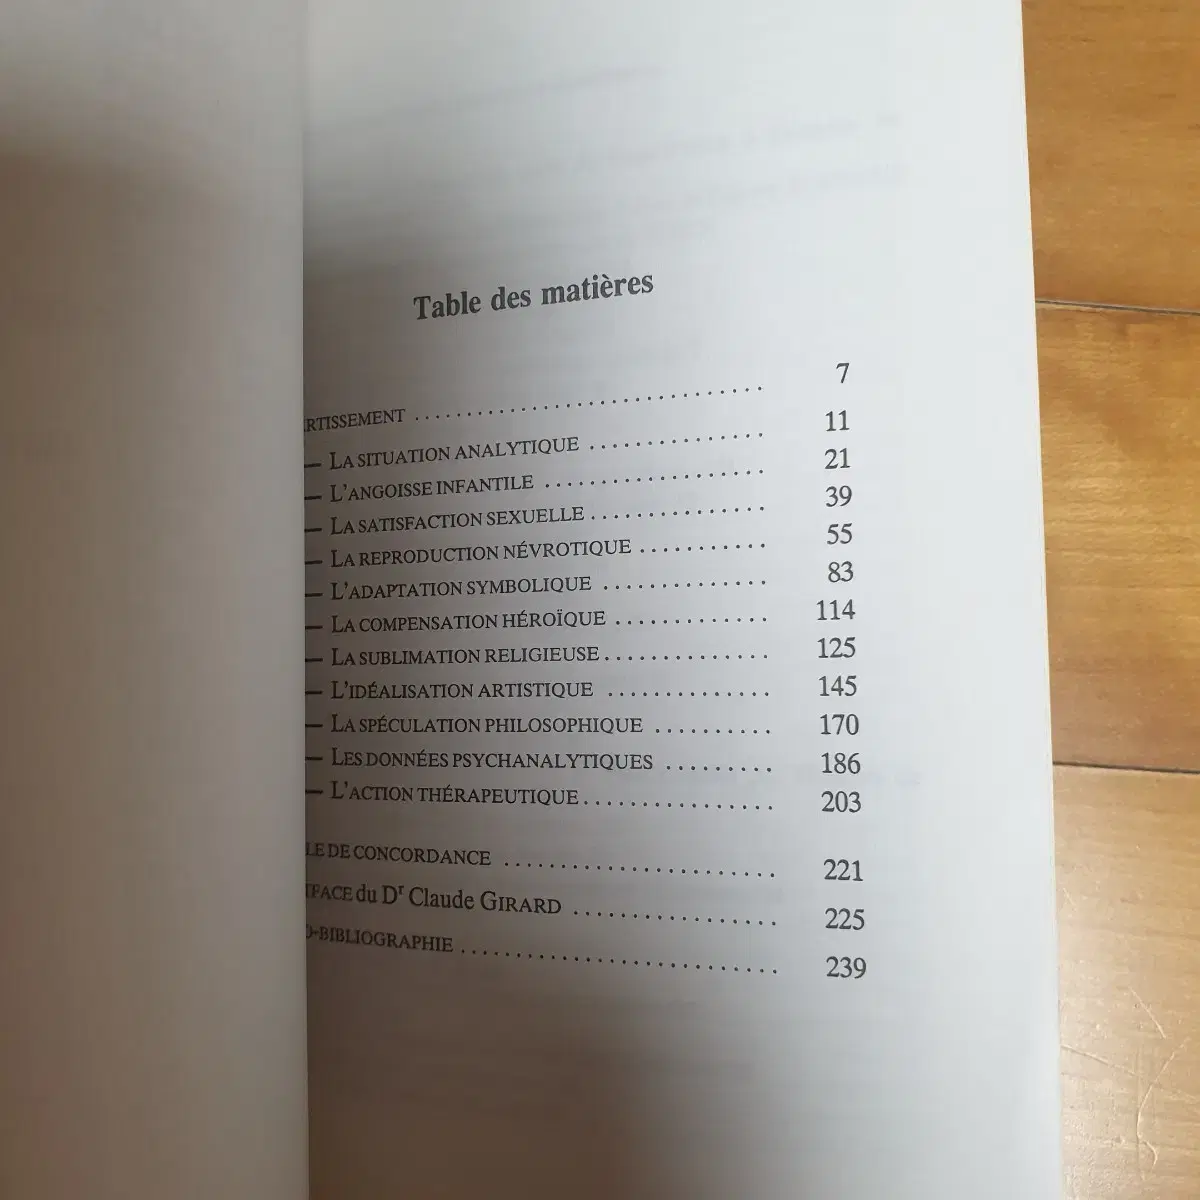 Table des matières
RTISSEMENT ................................ 7
— LA SITUATION ANALYTIQUE ................ 11
— L'ANGOISSE INFANTILE .................... 21
— LA SATISFACTION SEXUELLE ................ 39
— LA REPRODUCTION NÉVROTIQUE ........... 55
— L'ADAPTATION SYMBOLIQUE .............. 83
— LA COMPENSATION HÉROÏQUE ............. 114
— LA SUBLIMATION RELIGIEUSE .............. 125
— L'IDÉALISATION ARTISTIQUE .............. 145
— LA SPÉCULATION PHILOSOPHIQUE .......... 170
— LES DONNÉES PSYCHANALYTIQUES ......... 186
— L'ACTION THÉRAPEUTIQUE ................ 203
LE DE CONCORDANCE ........................ 221
FACE du Dr Claude GIRARD .................. 225
-BIBLIOGRAPHIE ............................ 239